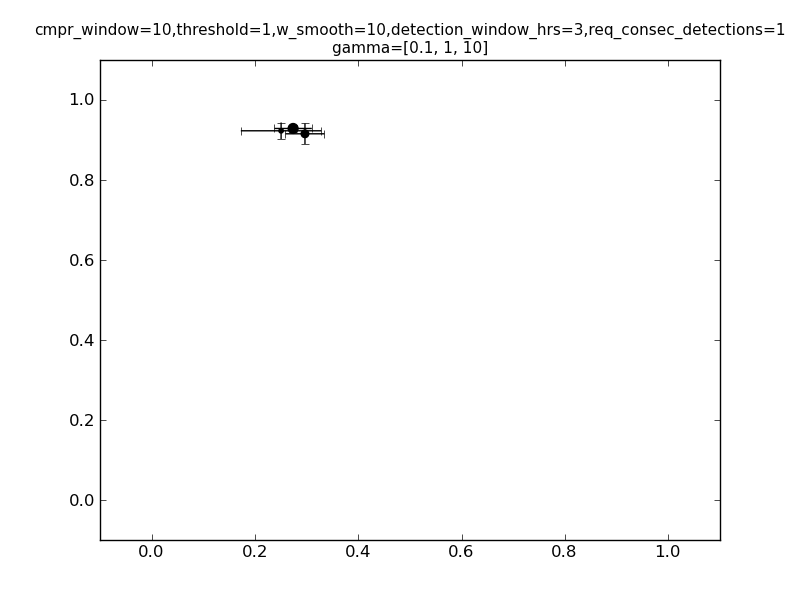 cmpr_window=10,threshold=1,w_smooth=10,detection_window_hrs=3,req_consec_detections=1
gamma=[0.1, 1, 10]
1.0
0.8
0.6
0.4
0.2
0.0
0.0 0.2 0.4 0.6 0.8 1.0